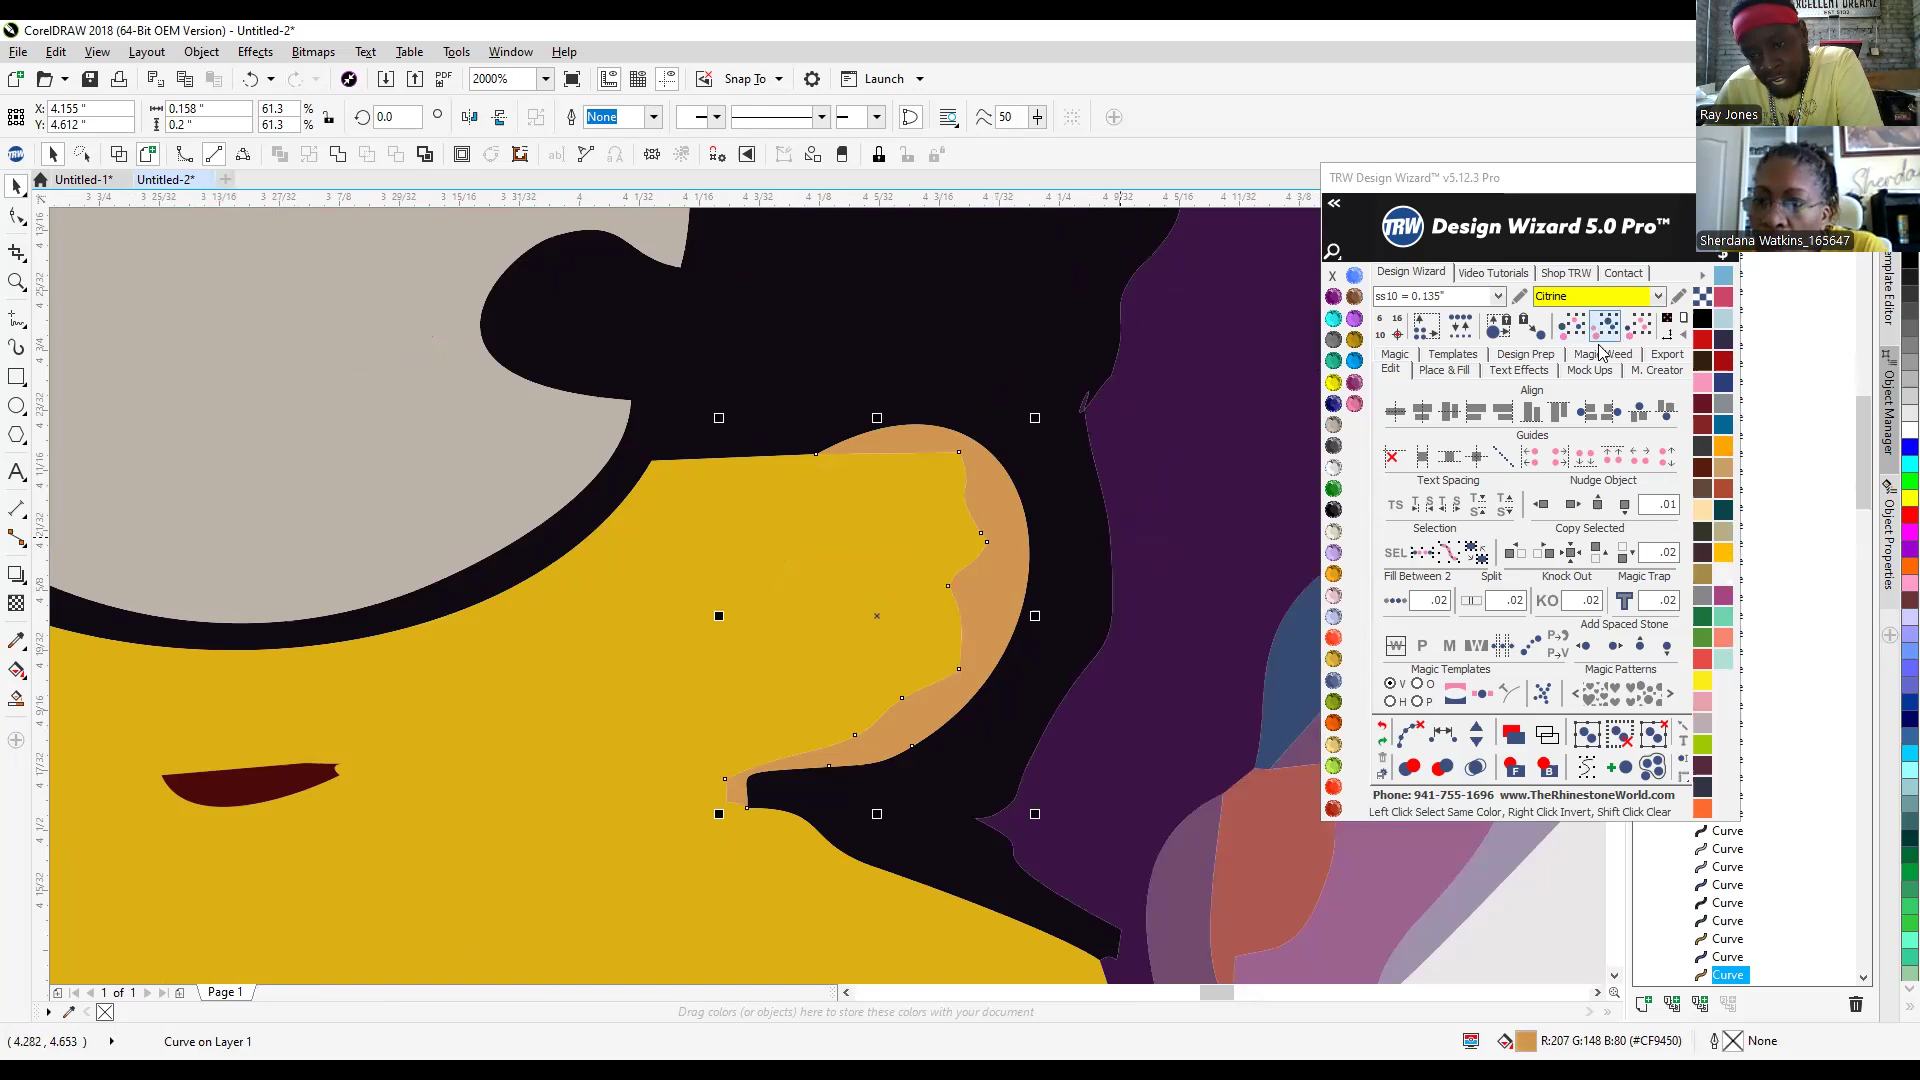 CorelDRAW 2018 (64-Bit OEM Version) - Untitled-2*
File Edit View Layout Object Effects Bitmaps Text Table Tools Window Help
PDF 2000% Snap To Launch
X: 4.155 " 0.158 " 61.3 % 0.0 None 50
Y: 4.612 " 0.2 " 61.3 %
Untitled-1* Untitled-2*
Ray Jones
Sherdana Watkins_165647
TRW Design Wizard™ v5.12.3 Pro
TRW Design Wizard 5.0 Pro™
Design Wizard Video Tutorials Shop TRW Contact
ss10 = 0.135" Citrine
6 16
10
Magic Templates Design Prep Magic Weed Export
Edit Place & Fill Text Effects Mock Ups M. Creator
Align
Guides
Text Spacing Nudge Object
TS .01
Selection Copy Selected
SEL .02
Fill Between 2 Split Knock Out Magic Trap
.02 .02 KO .02 T .02
Add Spaced Stone
W P M W
Magic Templates Magic Patterns
V O
H P
F B
Phone: 941-755-1696 www.TheRhinestoneWorld.com
Left Click Select Same Color, Right Click Invert, Shift Click Clear
Template Editor
Object Manager
Object Properties
Curve
Curve
Curve
Curve
Curve
Curve
Curve
Curve
Curve
1 of 1 Page 1
Drag colors (or objects) here to store these colors with your document
( 4.282 , 4.653 ) Curve on Layer 1 R:207 G:148 B:80 (#CF9450) None